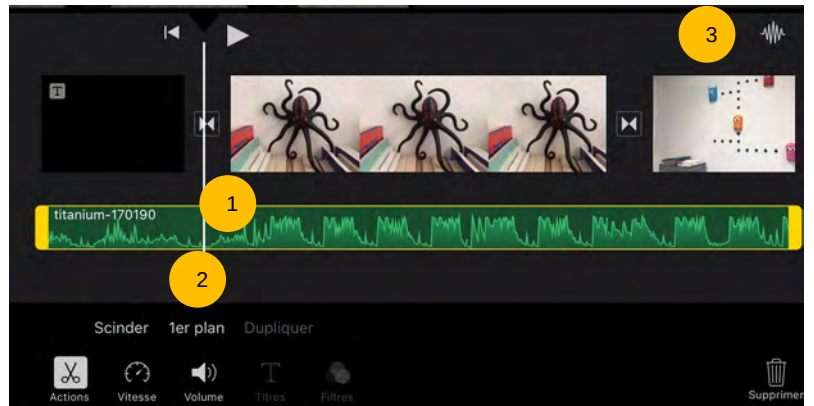 3
T
1
titanium-170190
2
Scinder 1er plan Dupliquer
Actions Vitesse Volume Titres Filtres Supprimer